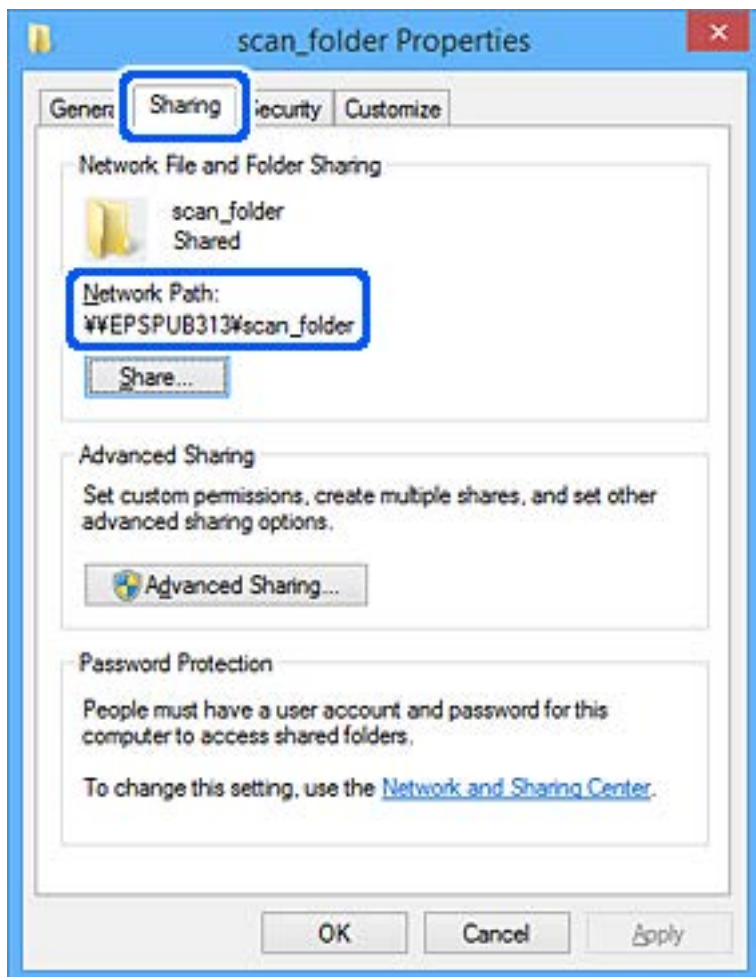 scan_folder Properties
General Sharing Security Customize
Network File and Folder Sharing
scan_folder
Shared
Network Path:
¥¥EPSPUB313¥scan_folder
Share...
Advanced Sharing
Set custom permissions, create multiple shares, and set other
advanced sharing options.
Advanced Sharing...
Password Protection
People must have a user account and password for this
computer to access shared folders.
To change this setting, use the Network and Sharing Center.
OK Cancel Apply